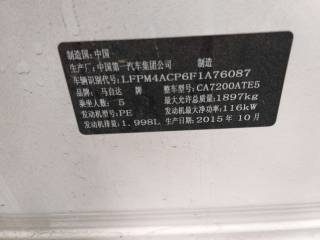 制造国:中国
生产厂:中国第一汽车集团公司 制造
车辆识别代号:LFPM4ACP6F1A76087
品牌:马自达 牌 整车型号:CA7200ATE5
乘坐人数:5 最大允许总质量:1897kg
发动机型号:PE 发动机最大净功率:116kW
发动机排量:1.998L 生产日期:2015年10月